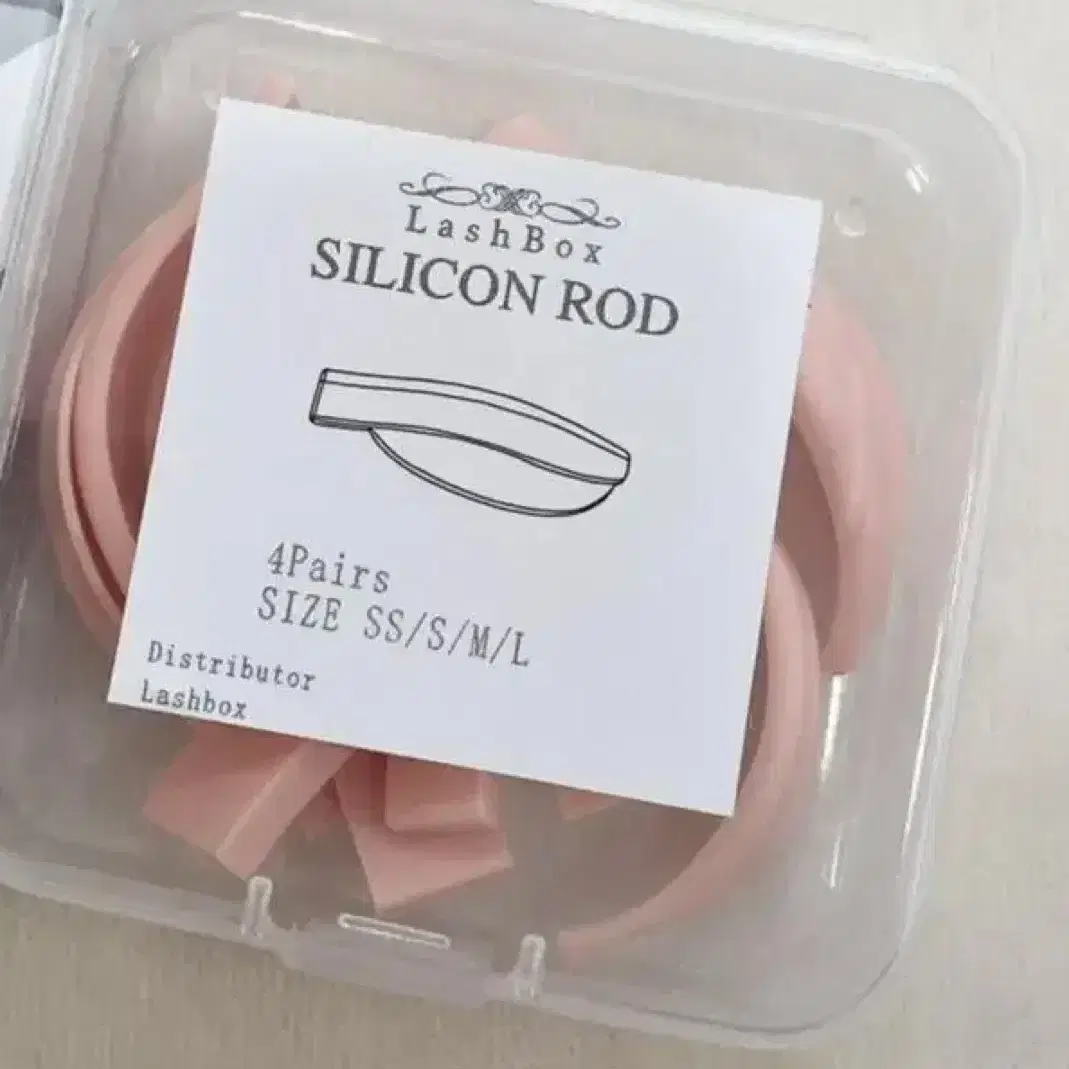 LashBox
SILICON ROD
4Pairs
SIZE SS/S/M/L
Distributor
Lashbox